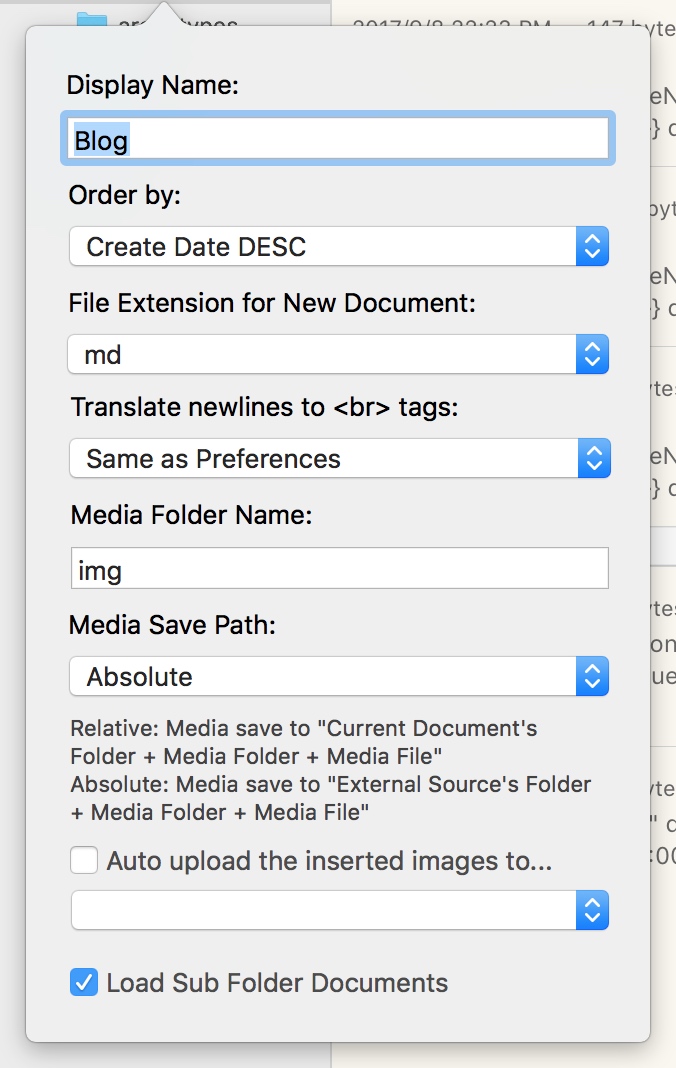 Display Name:
Blog
Order by:
Create Date DESC
File Extension for New Document:
md
Translate newlines to <br> tags:
Same as Preferences
Media Folder Name:
img
Media Save Path:
Absolute
Relative: Media save to "Current Document's
Folder + Media Folder + Media File"
Absolute: Media save to "External Source's Folder
+ Media Folder + Media File"
Auto upload the inserted images to...
Load Sub Folder Documents